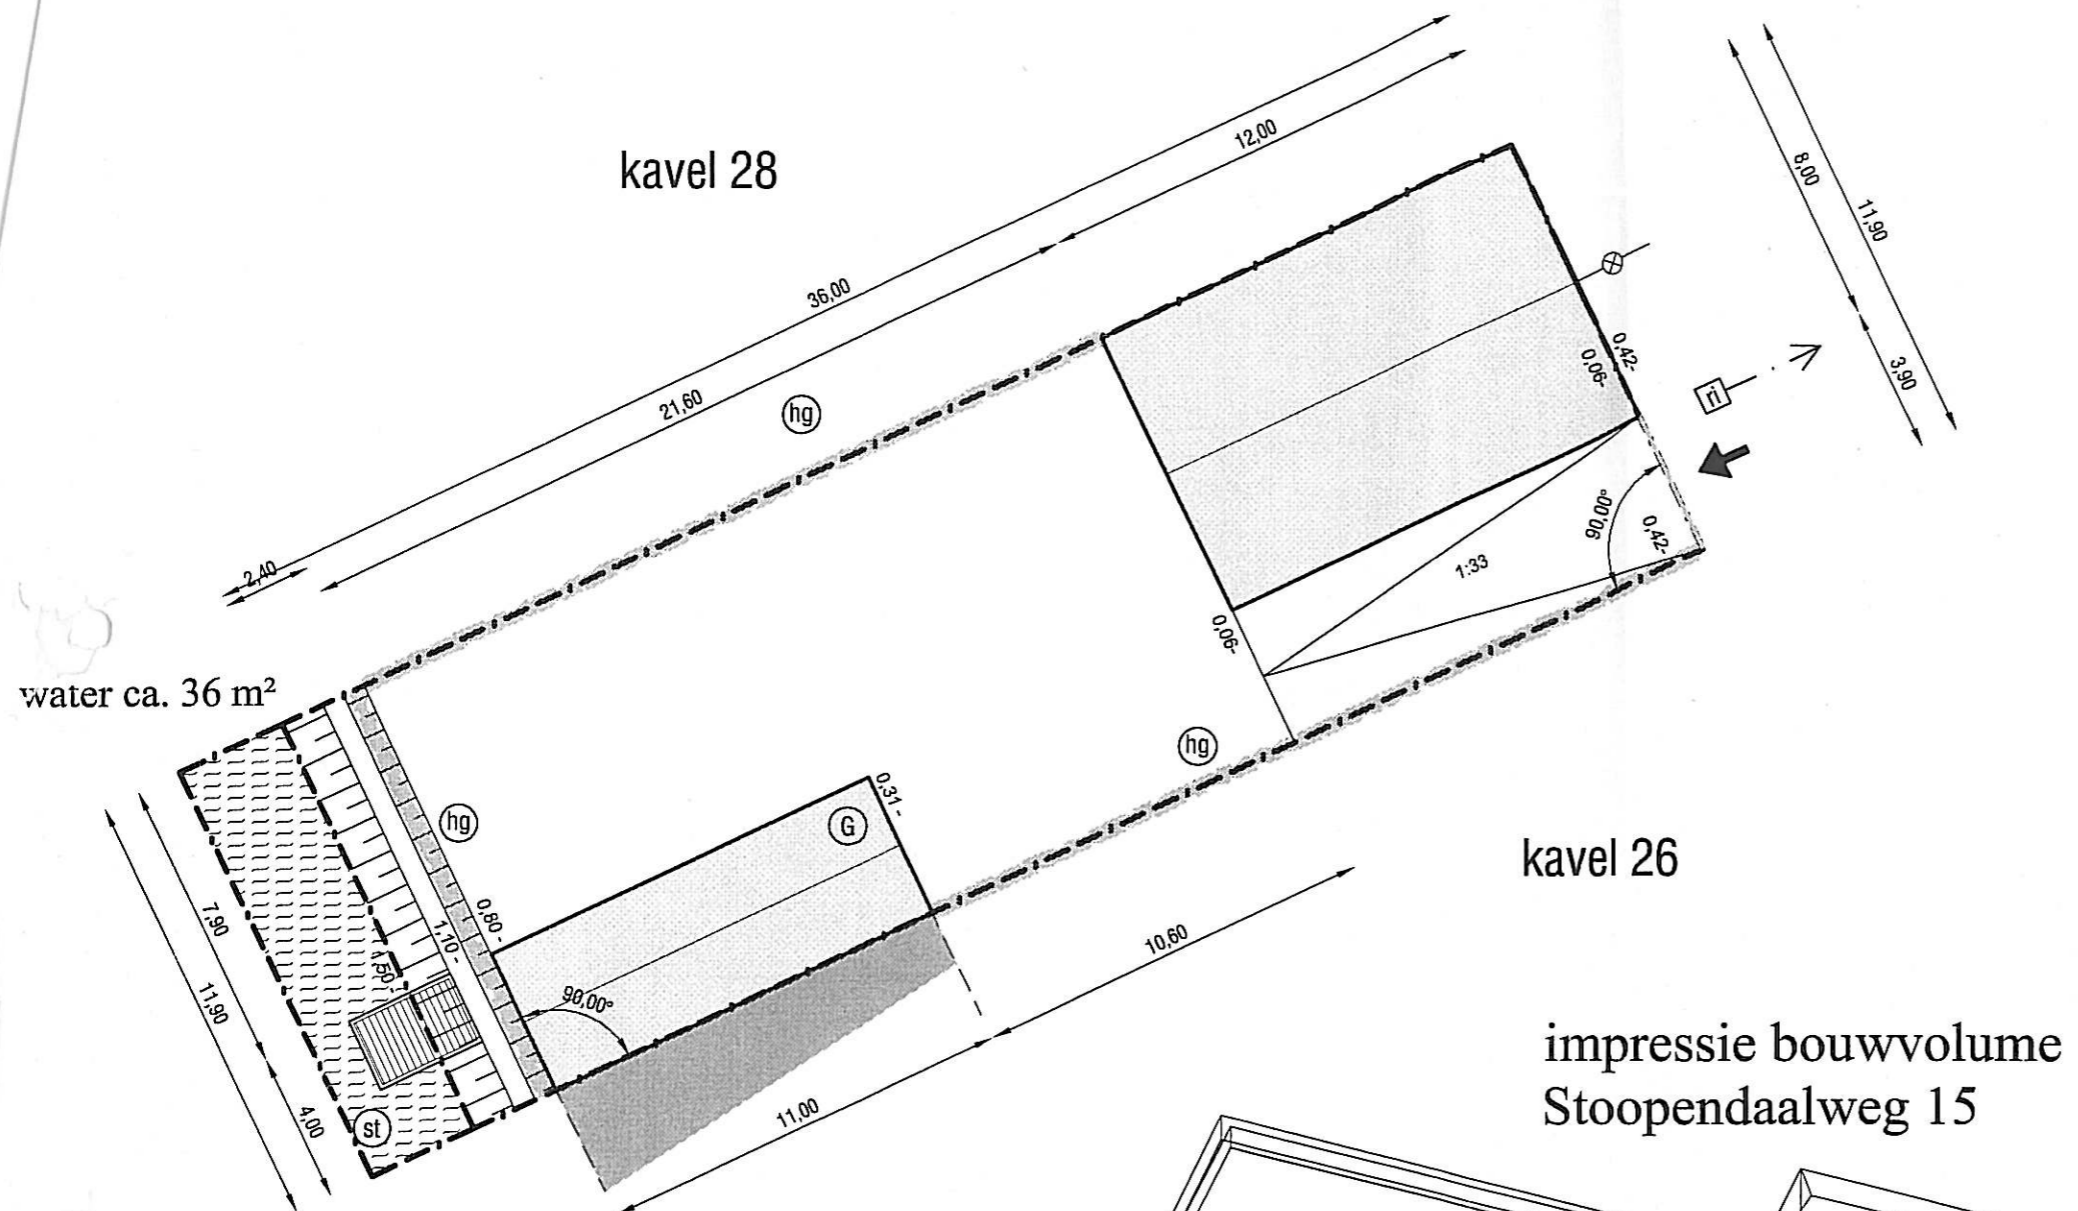 12,00
kavel 28
8,00
11,90
36,00
0,42-
0,06-
21,60
hg
ri
3,90
90,00°
0,42-
1:33
2,40
0,06-
water ca. 36 m²
hg
0,31-
G
hg
kavel 26
7,90
0,80-
1,10-
10,60
11,90
90,00°
impressie bouwvolume
Stoopendaalweg 15
4,00
st
11,00